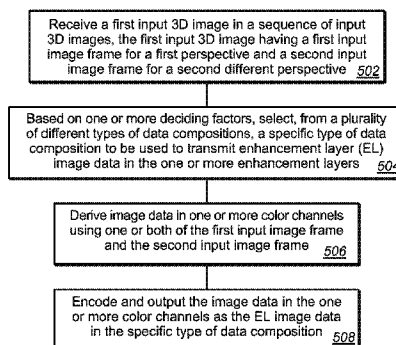 Receive a first input 3D image in a sequence of input
3D images, the first input 3D image having a first input
image frame for a first perspective and a second input
image frame for a second different perspective 502
Based on one or more deciding factors, select, from a plurality
of different types of data compositions, a specific type of data
composition to be used to transmit enhancement layer (EL)
image data in the one or more enhancement layers 504
Derive image data in one or more color channels
using one or both of the first input image frame
and the second input image frame 506
Encode and output the image data in the one
or more color channels as the EL image data
in the specific type of data composition 508